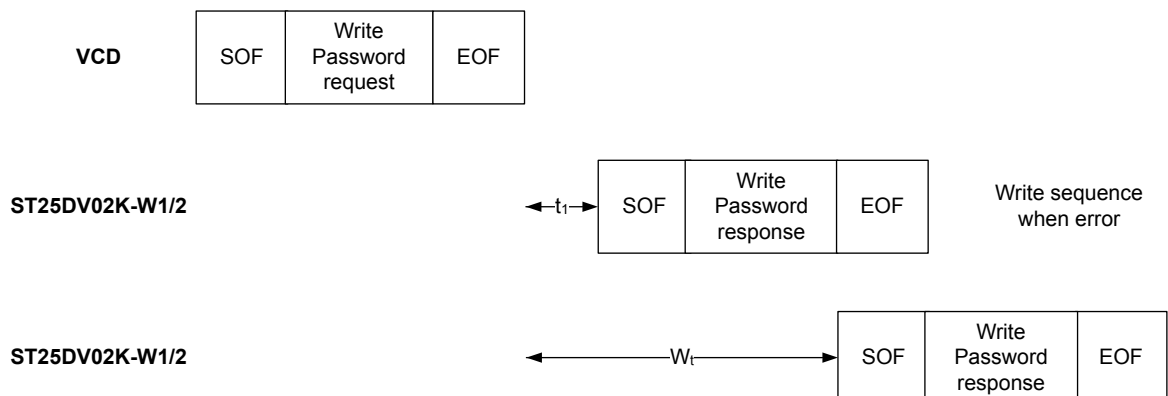 VCD
SOF
Write
Password
request
EOF
ST25DV02K-W1/2
t₁
SOF
Write
Password
response
EOF
Write sequence
when error
ST25DV02K-W1/2
Wₜ
SOF
Write
Password
response
EOF